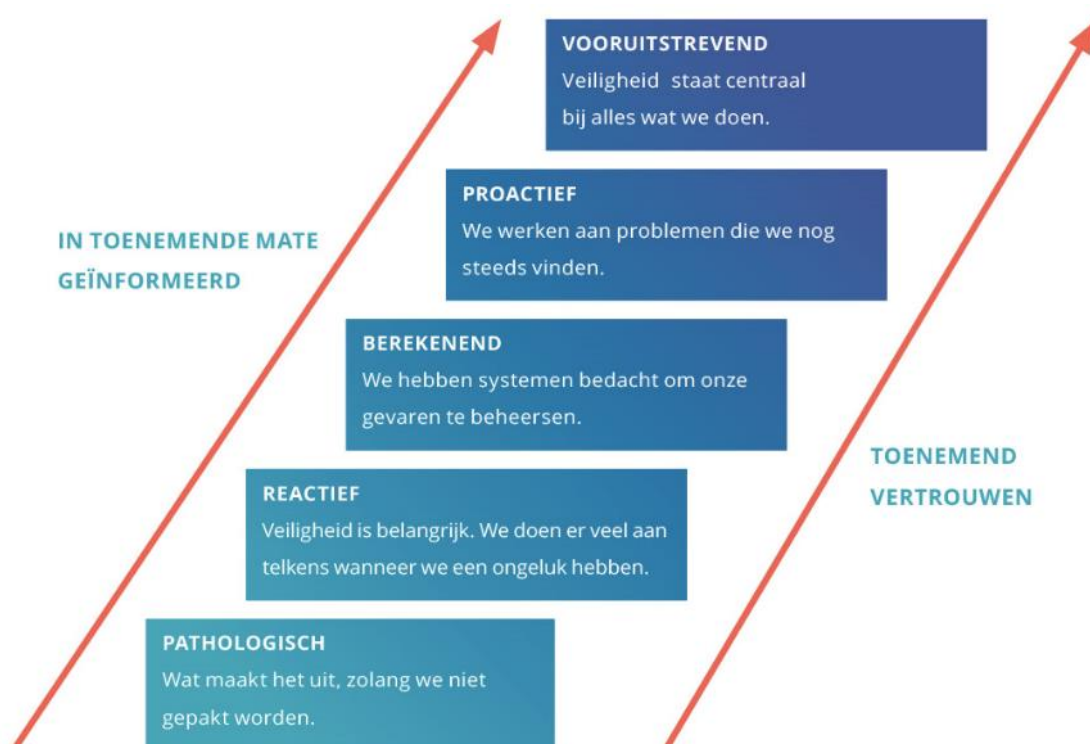 VOORUITSTREVEND
Veiligheid staat centraal
bij alles wat we doen.
PROACTIEF
We werken aan problemen die we nog
steeds vinden.
IN TOENEMENDE MATE
GEÏNFORMEERD
BEREKENEND
We hebben systemen bedacht om onze
gevaren te beheersen.
TOENEMEND
VERTROUWEN
REACTIEF
Veiligheid is belangrijk. We doen er veel aan
telkens wanneer we een ongeluk hebben.
PATHOLOGISCH
Wat maakt het uit, zolang we niet
gepakt worden.